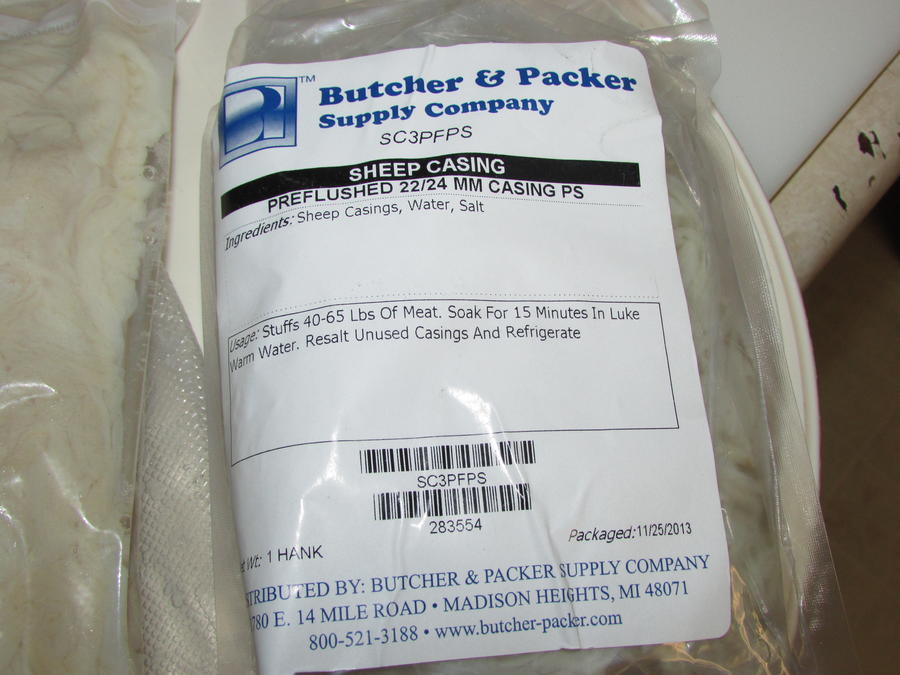 TM
Butcher & Packer
Supply Company
SC3PFPS
SHEEP CASING
PREFLUSHED 22/24 MM CASING PS
Ingredients: Sheep Casings, Water, Salt
Usage: Stuffs 40-65 Lbs Of Meat. Soak For 15 Minutes In Luke
Warm Water. Resalt Unused Casings And Refrigerate
SC3PFPS
283554
Packaged:11/25/2013
Wt: 1 HANK
TRIBUTED BY: BUTCHER & PACKER SUPPLY COMPANY
780 E. 14 MILE ROAD • MADISON HEIGHTS, MI 48071
800-521-3188 • www.butcher-packer.com